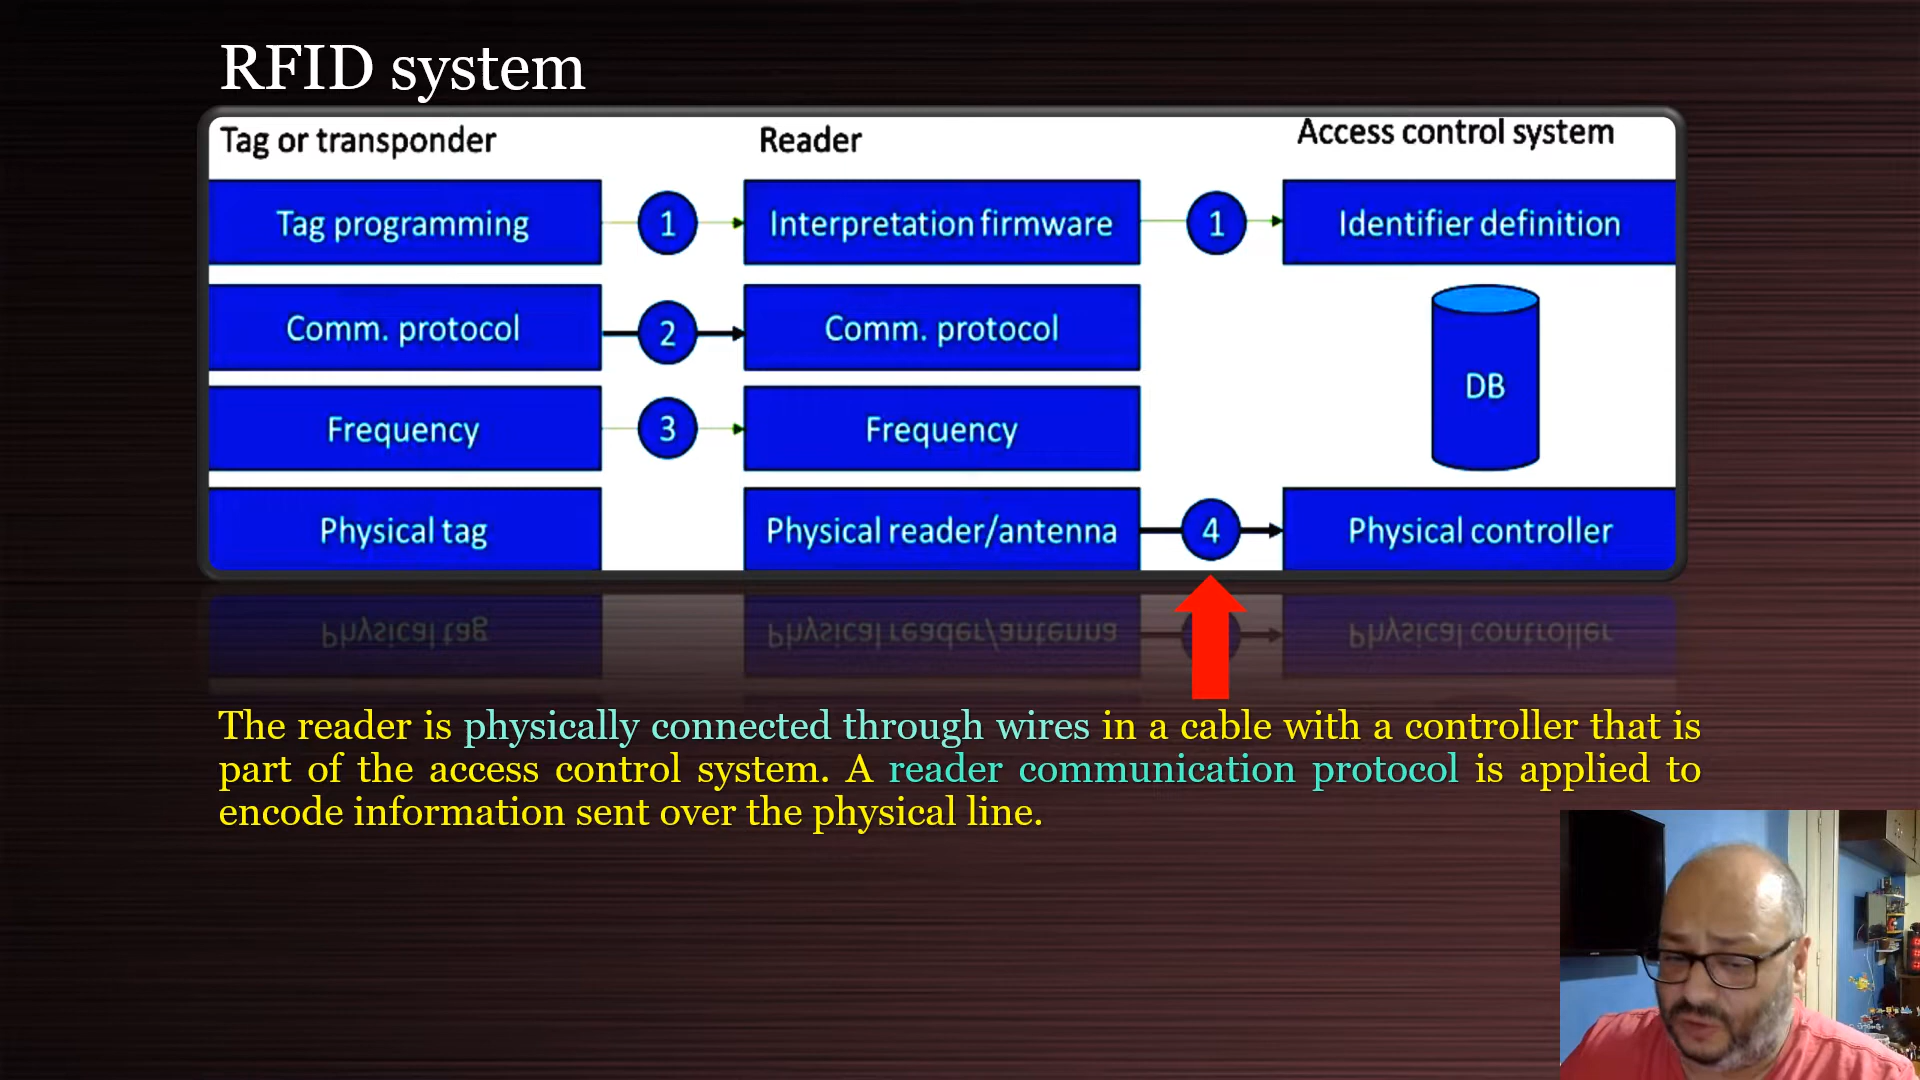 RFID system
Tag or transponder
Reader
Access control system
Tag programming
1
Interpretation firmware
1
Identifier definition
Comm. protocol
2
Comm. protocol
DB
Frequency
3
Frequency
Physical tag
Physical reader/antenna
4
Physical controller
The reader is physically connected through wires in a cable with a controller that is
part of the access control system. A reader communication protocol is applied to
encode information sent over the physical line.